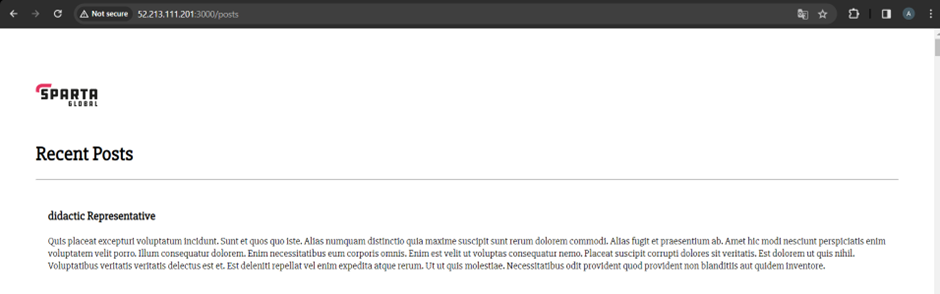 Not secure 52.213.111.201:3000/posts A
SPARTA
GLOBAL
Recent Posts
didactic Representative
Quis placeat excepturi voluptatum incidunt. Sunt et quos quo iste. Alias numquam distinctio quia maxime suscipit sunt rerum dolorem commodi. Alias fugit et praesentium ab. Amet hic modi nesciunt perspiciatis enim
voluptatem velit porro. Illum consequatur dolorem. Enim necessitatibus eum corporis omnis. Enim est velit ut voluptas consequatur nemo. Placeat suscipit corrupti dolores sit veritatis. Est dolorem ut quis nihil.
Voluptatibus veritatis veritatis delectus est et. Est deleniti repellat vel enim expedita atque rerum. Ut ut quis molestiae. Necessitatibus odit provident quod provident non blanditiis aut quidem inventore.